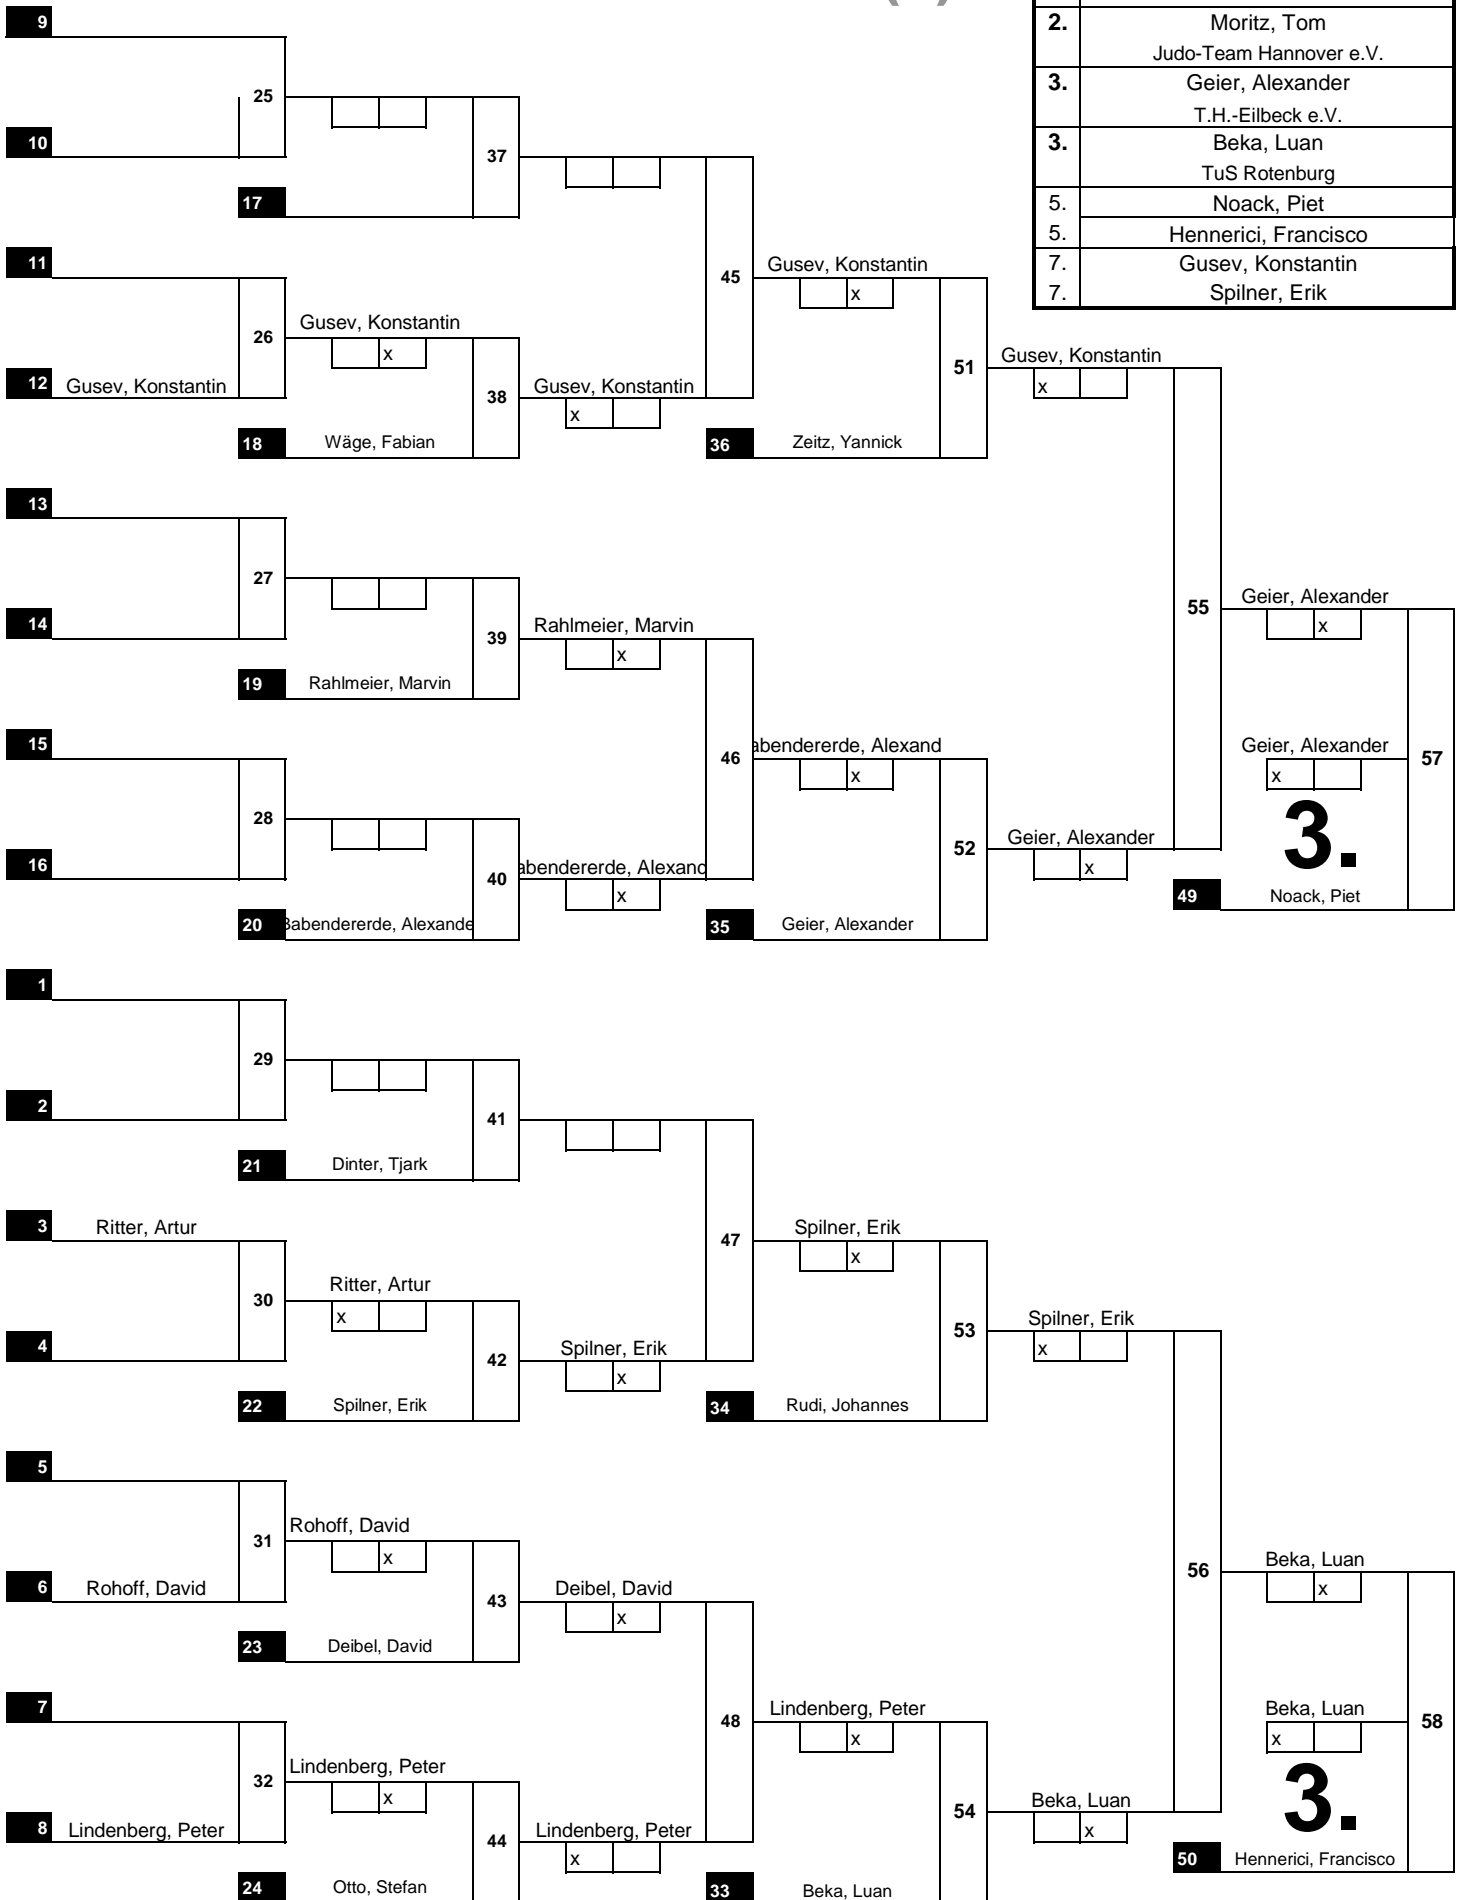 9
2.
Moritz, Tom
Judo-Team Hannover e.V.
25
3.
Geier, Alexander
T.H.-Eilbeck e.V.
10
3.
Beka, Luan
TuS Rotenburg
37
17
5.
Noack, Piet
5.
Hennerici, Francisco
11
45
Gusev, Konstantin
x
7.
Gusev, Konstantin
7.
Spilner, Erik
26
Gusev, Konstantin
x
51
Gusev, Konstantin
x
12
Gusev, Konstantin
38
Gusev, Konstantin
x
18
Wäge, Fabian
36
Zeitz, Yannick
13
27
55
Geier, Alexander
x
14
39
Rahlmeier, Marvin
x
19
Rahlmeier, Marvin
15
46
abendererde, Alexand
x
Geier, Alexander
x
57
28
3.
52
Geier, Alexander
x
16
40
abendererde, Alexand
x
49
Noack, Piet
20
Babendererde, Alexande
35
Geier, Alexander
1
29
2
41
21
Dinter, Tjark
3
Ritter, Artur
47
Spilner, Erik
x
30
Ritter, Artur
x
53
Spilner, Erik
x
4
42
Spilner, Erik
x
22
Spilner, Erik
34
Rudi, Johannes
5
31
Rohoff, David
x
56
Beka, Luan
x
6
Rohoff, David
43
Deibel, David
x
23
Deibel, David
7
48
Lindenberg, Peter
x
Beka, Luan
x
58
32
Lindenberg, Peter
x
3.
54
Beka, Luan
x
8
Lindenberg, Peter
44
Lindenberg, Peter
x
50
Hennerici, Francisco
24
Otto, Stefan
33
Beka, Luan